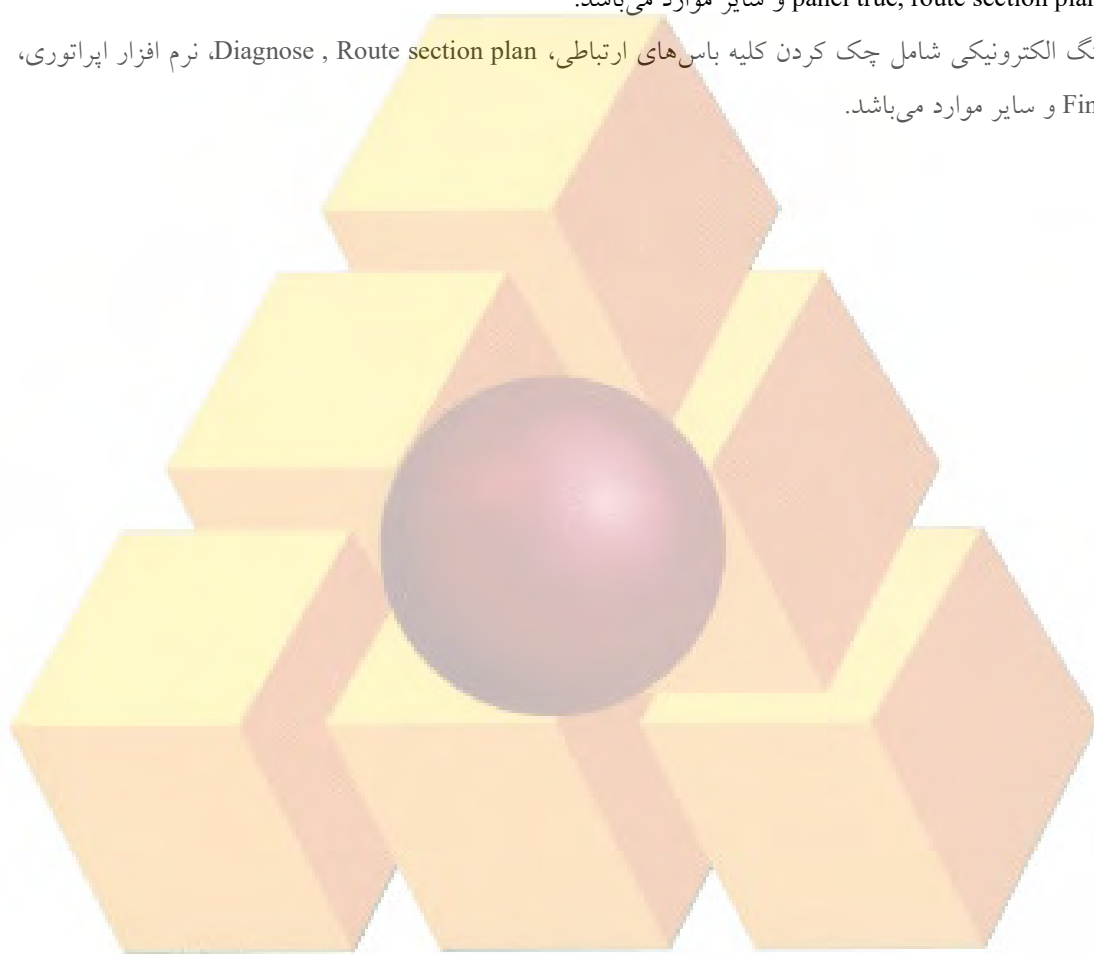 panel true, route section plan و سایر موارد می‌باشد.
نگ الکترونیکی شامل چک کردن کلیه باس‌های ارتباطی، Diagnose , Route section plan، نرم افزار اپراتوری،
Fin و سایر موارد می‌باشد.